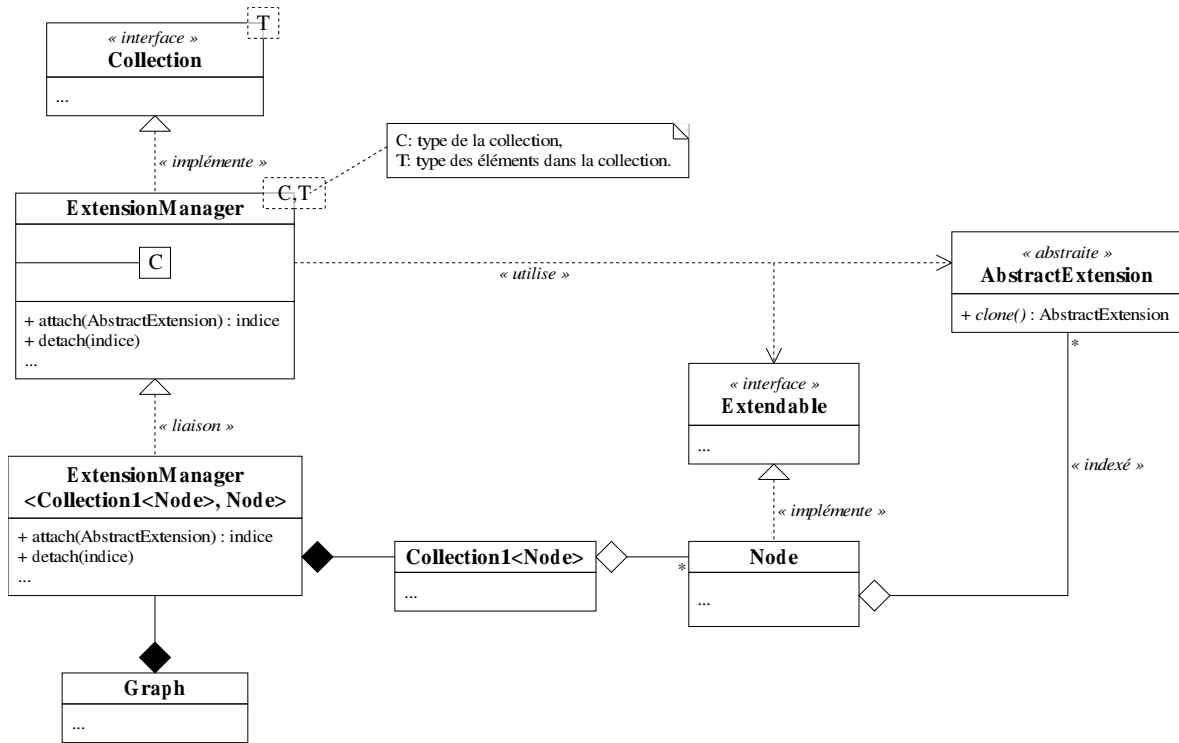 T
« interface »
Collection
...
C: type de la collection,
T: type des éléments dans la collection.
« implémente »
C,T
ExtensionManager
C
+ attach(AbstractExtension) : indice
+ detach(indice)
...
« utilise »
« abstraite »
AbstractExtension
+ clone() : AbstractExtension
*
« interface »
Extendable
...
« liaison »
« indexé »
ExtensionManager
<Collection1<Node>, Node>
+ attach(AbstractExtension) : indice
+ detach(indice)
...
« implémente »
Collection1<Node>
...
*
Node
...
Graph
...